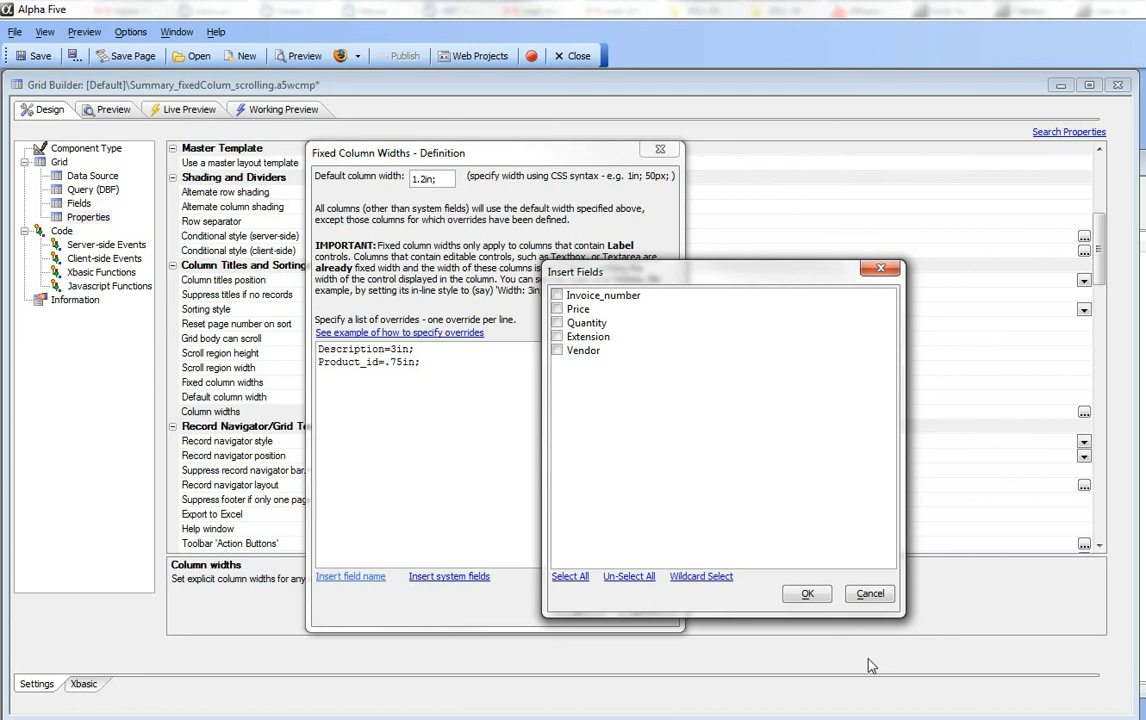 Alpha Five
File View Preview Options Window Help
Save Save Page Open New Preview Publish Web Projects Close
Grid Builder: [Default]\Summary_fixedColum_scrolling.a5wcmp*
Design Preview Live Preview Working Preview
Search Properties
Component Type
Grid
Data Source
Query (DBF)
Fields
Properties
Code
Server-side Events
Client-side Events
Xbasic Functions
Javascript Functions
Information
Master Template
Use a master layout template
Shading and Dividers
Alternate row shading
Alternate column shading
Row separator
Conditional style (server-side)
Conditional style (client-side)
Column Titles and Sorting
Column titles position
Suppress titles if no records
Sorting style
Reset page number on sort
Grid body can scroll
Scroll region height
Scroll region width
Fixed column widths
Default column width
Column widths
Record Navigator/Grid T
Record navigator style
Record navigator position
Suppress record navigator bar.
Record navigator layout
Suppress footer if only one pag
Export to Excel
Help window
Toolbar 'Action Buttons'
Column widths
Set explicit column widths for any
Fixed Column Widths - Definition
Default column width: 1.2in; (specify width using CSS syntax - e.g. 1in; 50px; )
All columns (other than system fields) will use the default width specified above,
except those columns for which overrides have been defined.
IMPORTANT: Fixed column widths only apply to columns that contain Label
controls. Columns that contain editable controls, such as Textbox, or Textarea are
already fixed width and the width of these columns is
width of the control displayed in the column. You can se
example, by setting its in-line style to (say) 'Width: 3in
Specify a list of overrides - one override per line.
See example of how to specify overrides
Description=3in;
Product_id=.75in;
Insert field name Insert system fields
Insert Fields
Invoice_number
Price
Quantity
Extension
Vendor
Select All Un-Select All Wildcard Select
OK Cancel
Settings Xbasic